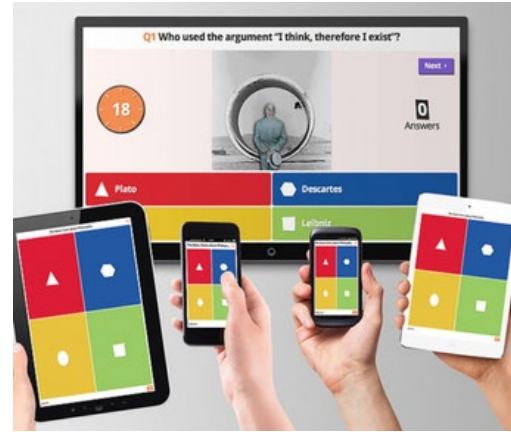 Q1 Who used the argument “I think, therefore I exist”?
Next ›
18
0
Answers
Plato
Descartes
Leibniz